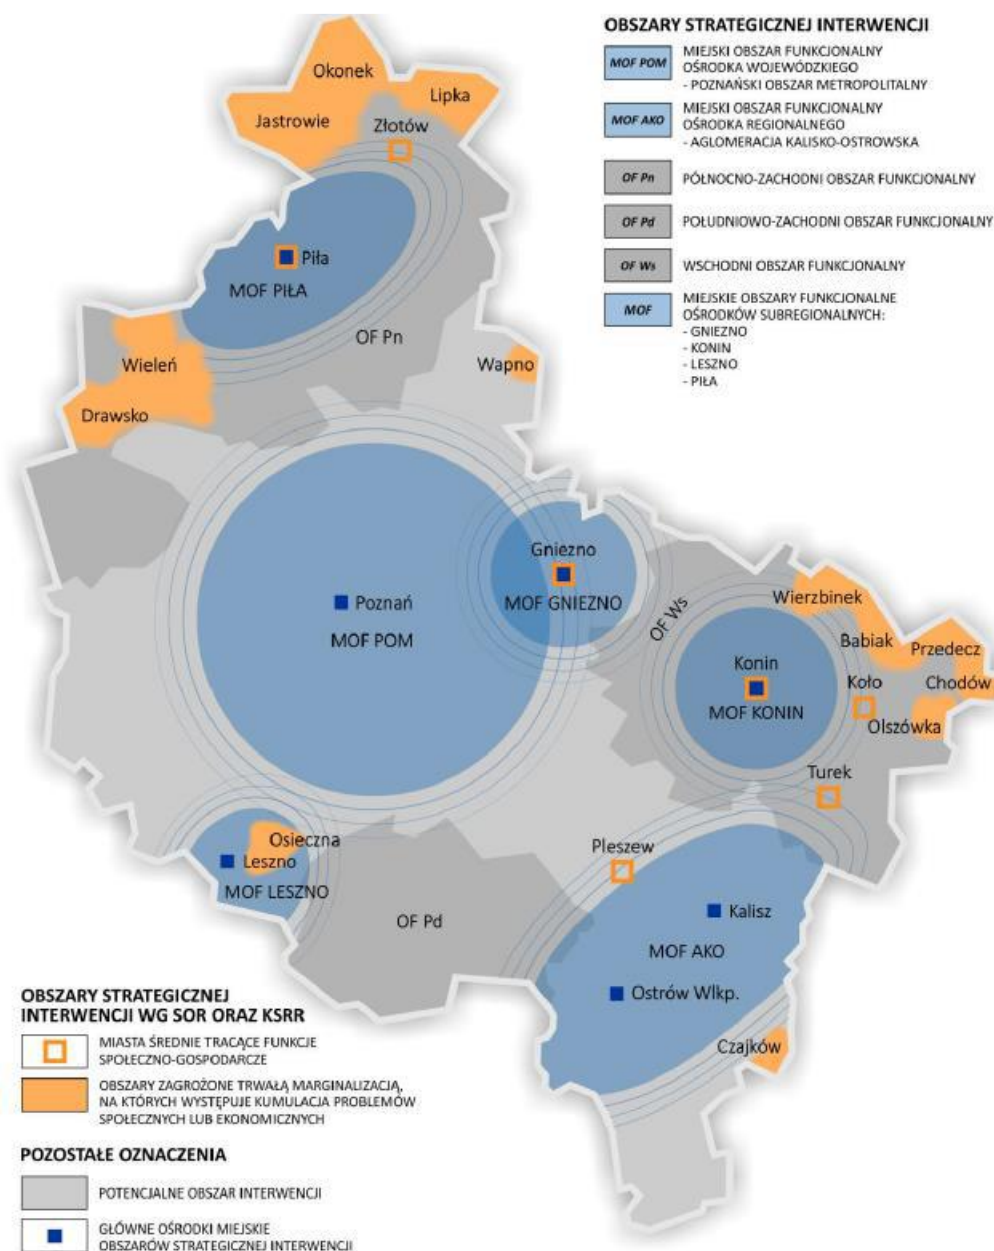 OBSZARY STRATEGICZNEJ INTERWENCJI
MOF POM
MIEJSKI OBSZAR FUNKCJONALNY
OŚRODKA WOJEWÓDZKIEGO
- POZNAŃSKI OBSZAR METROPOLITALNY
MOF AKO
MIEJSKI OBSZAR FUNKCJONALNY
OŚRODKA REGIONALNEGO
- AGLOMERACJA KALISKO-OSTROWSKA
OF Pn
PÓŁNOCNO-ZACHODNI OBSZAR FUNKCJONALNY
OF Pd
POŁUDNIOWO-ZACHODNI OBSZAR FUNKCJONALNY
OF Ws
WSCHODNI OBSZAR FUNKCJONALNY
MOF
MIEJSKIE OBSZARY FUNKCJONALNE
OŚRODKÓW SUBREGIONALNYCH:
- GNIEZNO
- KONIN
- LESZNO
- PIŁA
Okonek
Lipka
Jastrowie
Złotów
Piła
MOF PIŁA
OF Pn
Wieleń
Wapno
Drawsko
Gniezno
MOF GNIEZNO
Poznań
MOF POM
OF Ws
Wierzbinek
Babiak
Przedecz
Konin
Koło
Chodów
MOF KONIN
Olszówka
Turek
Osieczna
Leszno
MOF LESZNO
Pleszew
OF Pd
Kalisz
MOF AKO
Ostrów Wlkp.
Czajków
OBSZARY STRATEGICZNEJ
INTERWENCJI WG SOR ORAZ KSRR
MIASTA ŚREDNIE TRACĄCE FUNKCJE
SPOŁECZNO-GOSPODARCZE
OBSZARY ZAGROŻONE TRWAŁĄ MARGINALIZACJĄ,
NA KTÓRYCH WYSTĘPUJE KUMULACJA PROBLEMÓW
SPOŁECZNYCH LUB EKONOMICZNYCH
POZOSTAŁE OZNACZENIA
POTENCJALNE OBSZAR INTERWENCJI
GŁÓWNE OŚRODKI MIEJSKIE
OBSZARÓW STRATEGICZNEJ INTERWENCJI